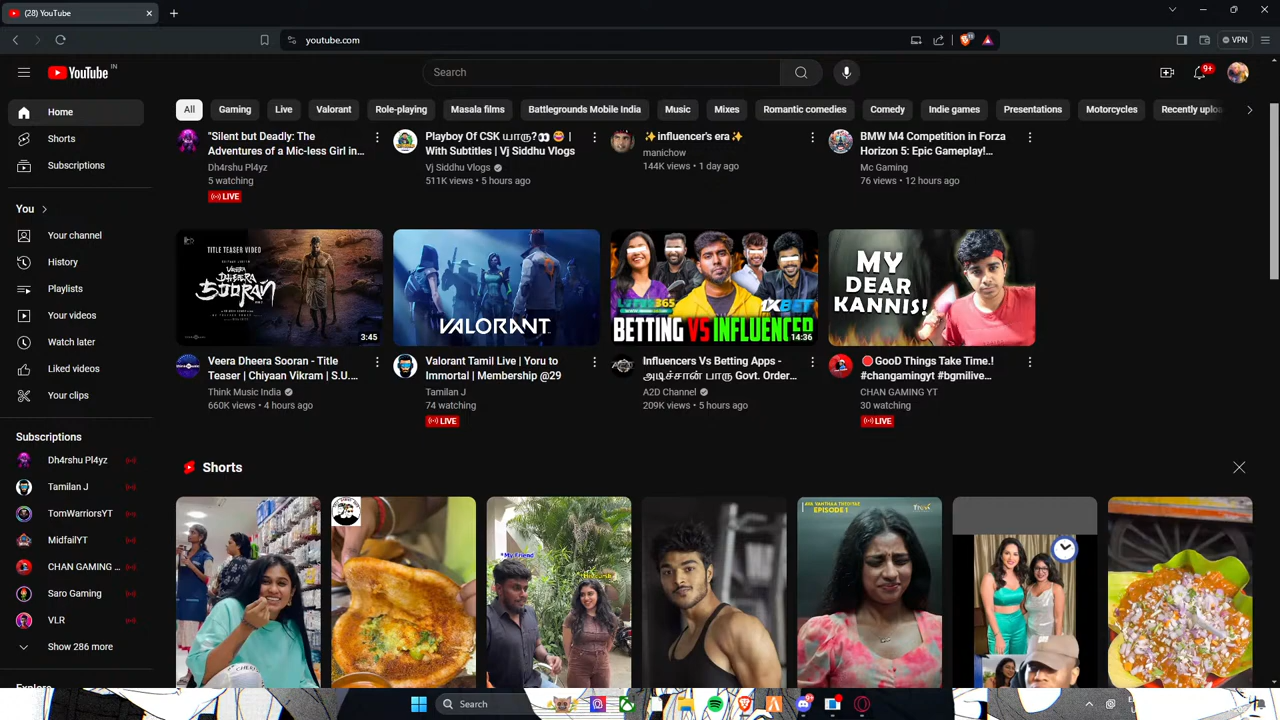 (28) YouTube
youtube.com
VPN
YouTube
IN
Search
9+
Home
Shorts
Subscriptions
You
Your channel
History
Playlists
Your videos
Watch later
Liked videos
Your clips
Subscriptions
Dh4rshu Pl4yz
Tamilan J
TomWarriorsYT
MidfailYT
CHAN GAMING ...
Saro Gaming
VLR
Show 286 more
All
Gaming
Live
Valorant
Role-playing
Masala films
Battlegrounds Mobile India
Music
Mixes
Romantic comedies
Comedy
Indie games
Presentations
Motorcycles
Recently uplo
"Silent but Deadly: The
Adventures of a Mic-less Girl in...
Dh4rshu Pl4yz
5 watching
LIVE
Playboy Of CSK யாரு?👀😂 |
With Subtitles | Vj Siddhu Vlogs
Vj Siddhu Vlogs
511K views • 5 hours ago
✨influencer's era✨
manichow
144K views • 1 day ago
BMW M4 Competition in Forza
Horizon 5: Epic Gameplay!...
Mc Gaming
76 views • 12 hours ago
TITLE TEASER VIDEO
VEERA
DHEERA
SOORAN
3:45
Veera Dheera Sooran - Title
Teaser | Chiyaan Vikram | S.U....
Think Music India
660K views • 4 hours ago
VALORANT
Valorant Tamil Live | Yoru to
Immortal | Membership @29
Tamilan J
74 watching
LIVE
1XBET
BETTING VS INFLUENCER
14:36
Influencers Vs Betting Apps -
அடிச்சான் பாரு Govt. Order...
A2D Channel
209K views • 5 hours ago
MY
DEAR
KANNIS!
🔴GooD Things Take Time.!
#changamingyt #bgmilive...
CHAN GAMING YT
30 watching
LIVE
Shorts
*My Friend
EPISODE 1
Search